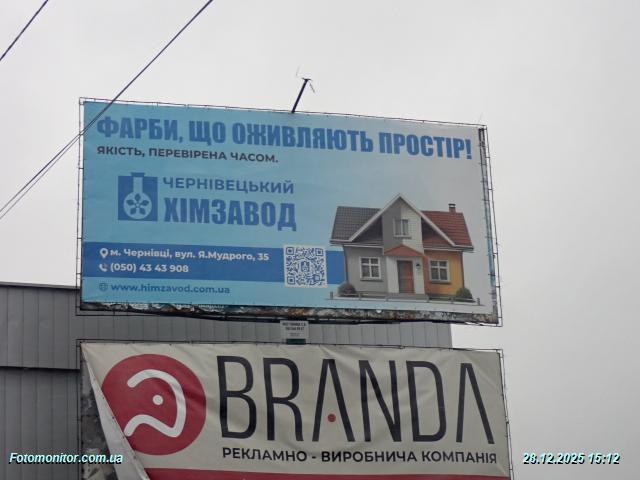 ФАРБИ, ЩО ОЖИВЛЯЮТЬ ПРОСТІР!
ЯКІСТЬ, ПЕРЕВІРЕНА ЧАСОМ.
ЧЕРНІВЕЦЬКИЙ
ХІМЗАВОД
м. Чернівці, вул. Я.Мудрого, 35
(050) 43 43 908
www.himzavod.com.ua
BRANDA
РЕКЛАМНО - ВИРОБНИЧА КОМПАНІЯ
Fotomonitor.com.ua
28.12.2025 15:12